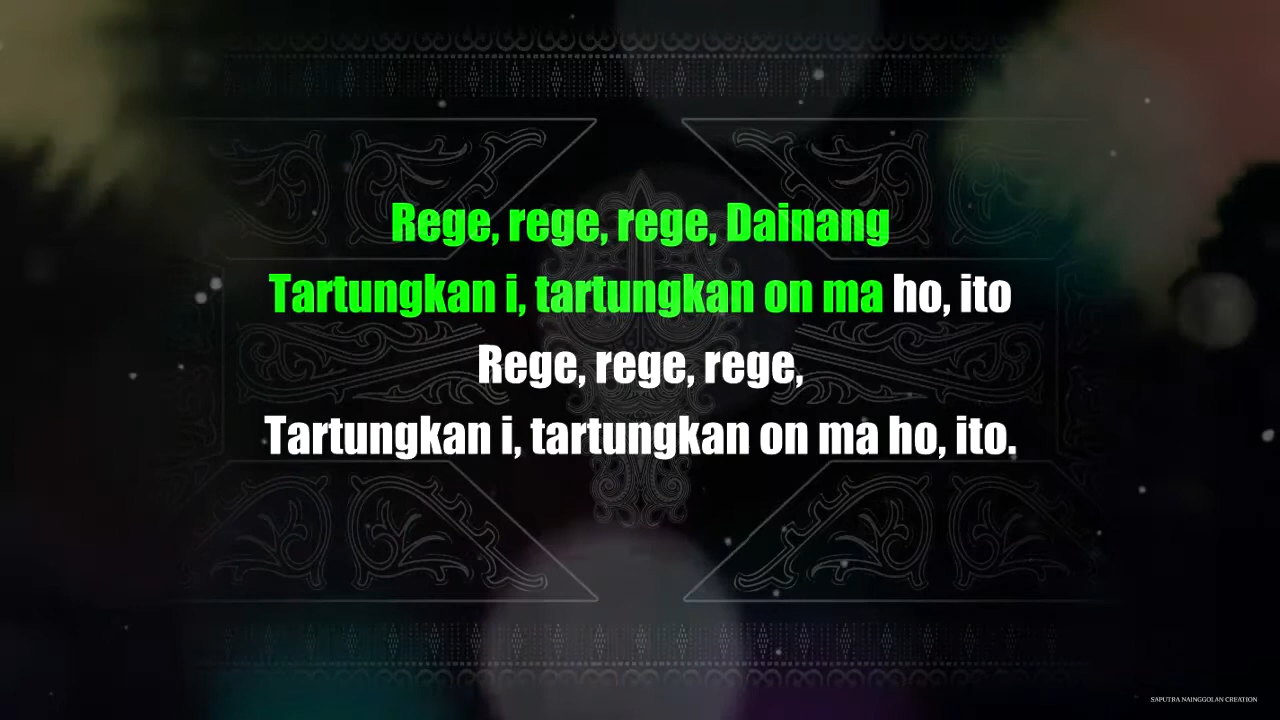 Rege, rege, rege, Dainang
Tartungkan i, tartungkan on ma ho, ito
Rege, rege, rege,
Tartungkan i, tartungkan on ma ho, ito.
SAPUTRA NAINGGOLAN CREATION